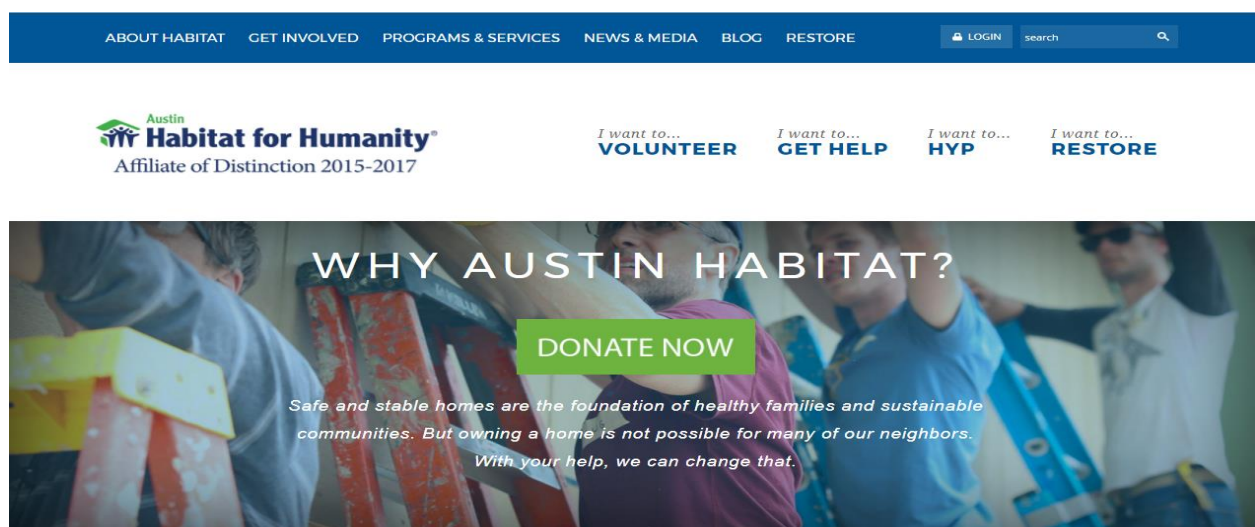 ABOUT HABITAT GET INVOLVED PROGRAMS & SERVICES NEWS & MEDIA BLOG RESTORE LOGIN search
Austin
Habitat for Humanity®
Affiliate of Distinction 2015-2017
I want to...
VOLUNTEER
I want to...
GET HELP
I want to...
HYP
I want to...
RESTORE
WHY AUSTIN HABITAT?
DONATE NOW
Safe and stable homes are the foundation of healthy families and sustainable
communities. But owning a home is not possible for many of our neighbors.
With your help, we can change that.